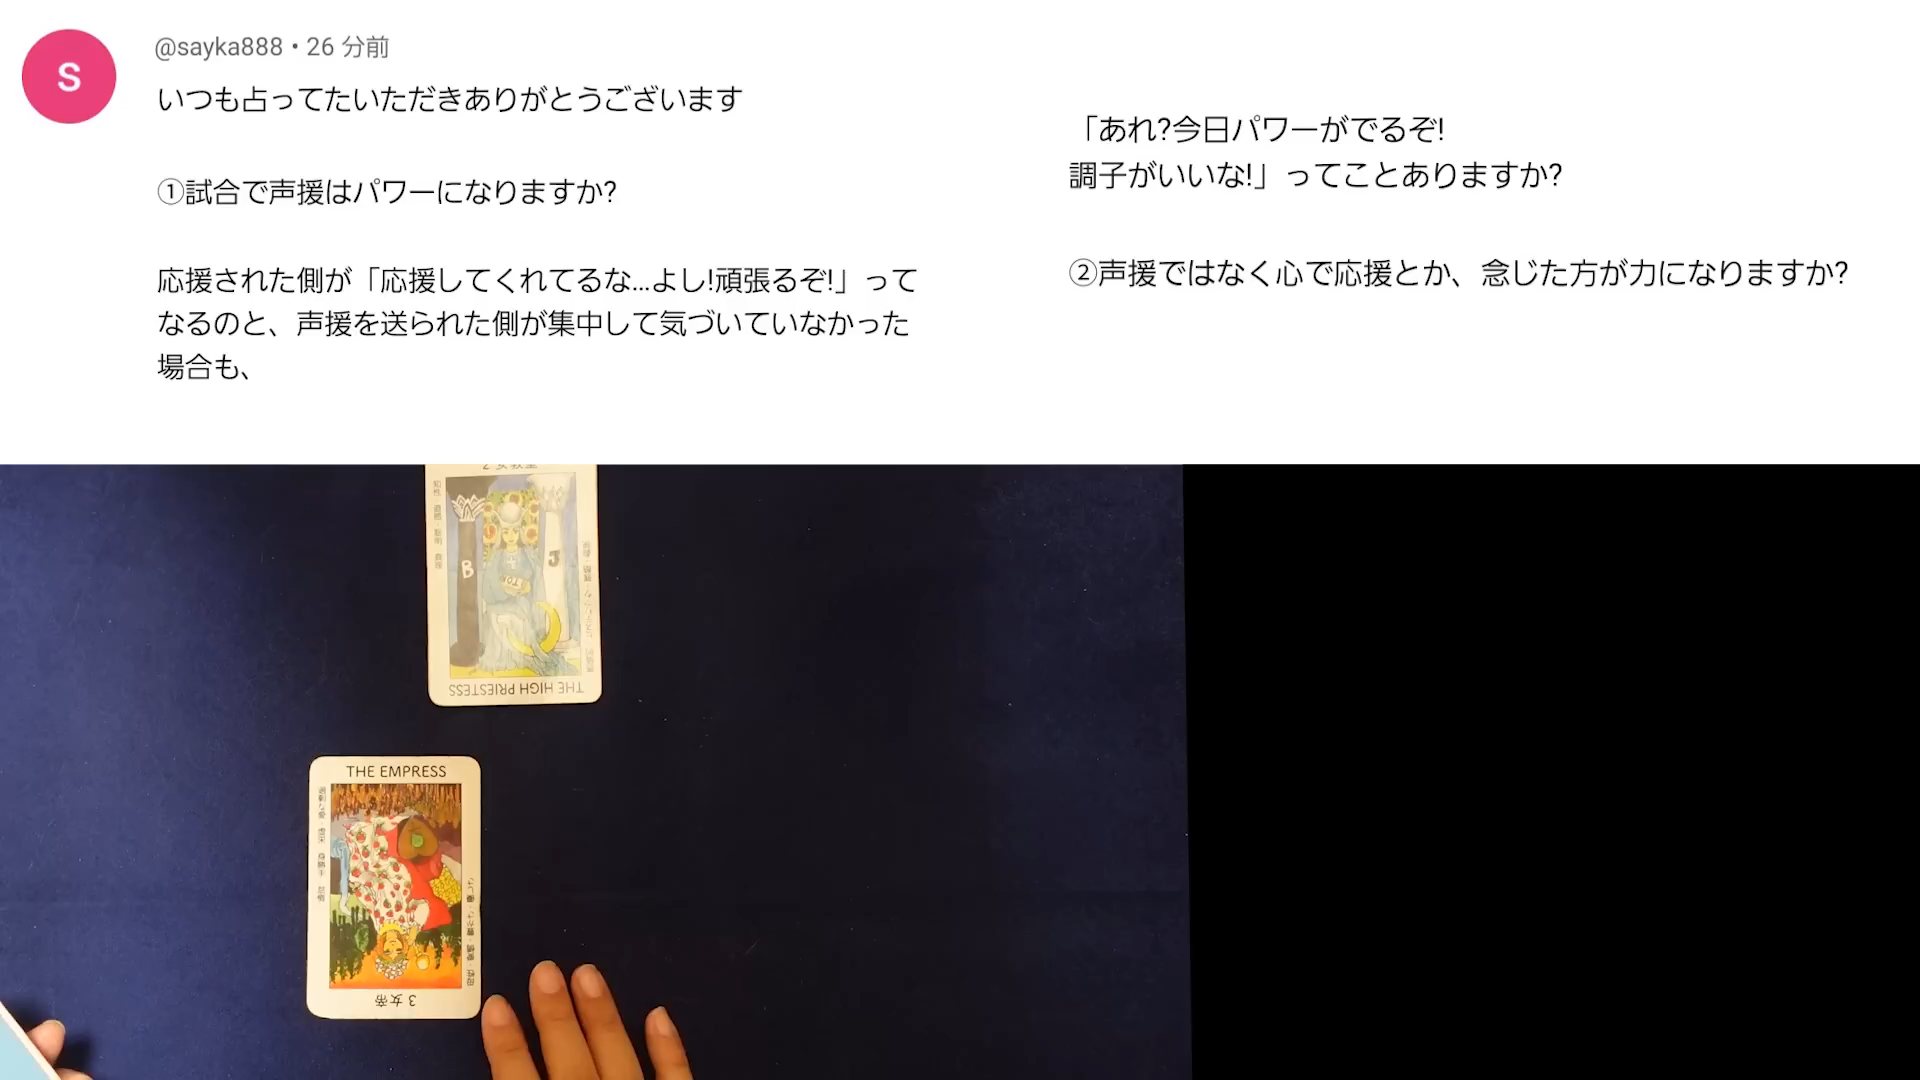 S
@sayka888・26 分前
いつも占ってたいただきありがとうございます
①試合で声援はパワーになりますか?
応援された側が「応援してくれてるな...よし!頑張るぞ!」って
なるのと、声援を送られた側が集中して気づいていなかった
場合も、
「あれ?今日パワーがでるぞ!
調子がいいな!」ってことありますか?
②声援ではなく心で応援とか、念じた方が力になりますか?
B
J
THE HIGH PRIESTESS
THE EMPRESS
3 女帝